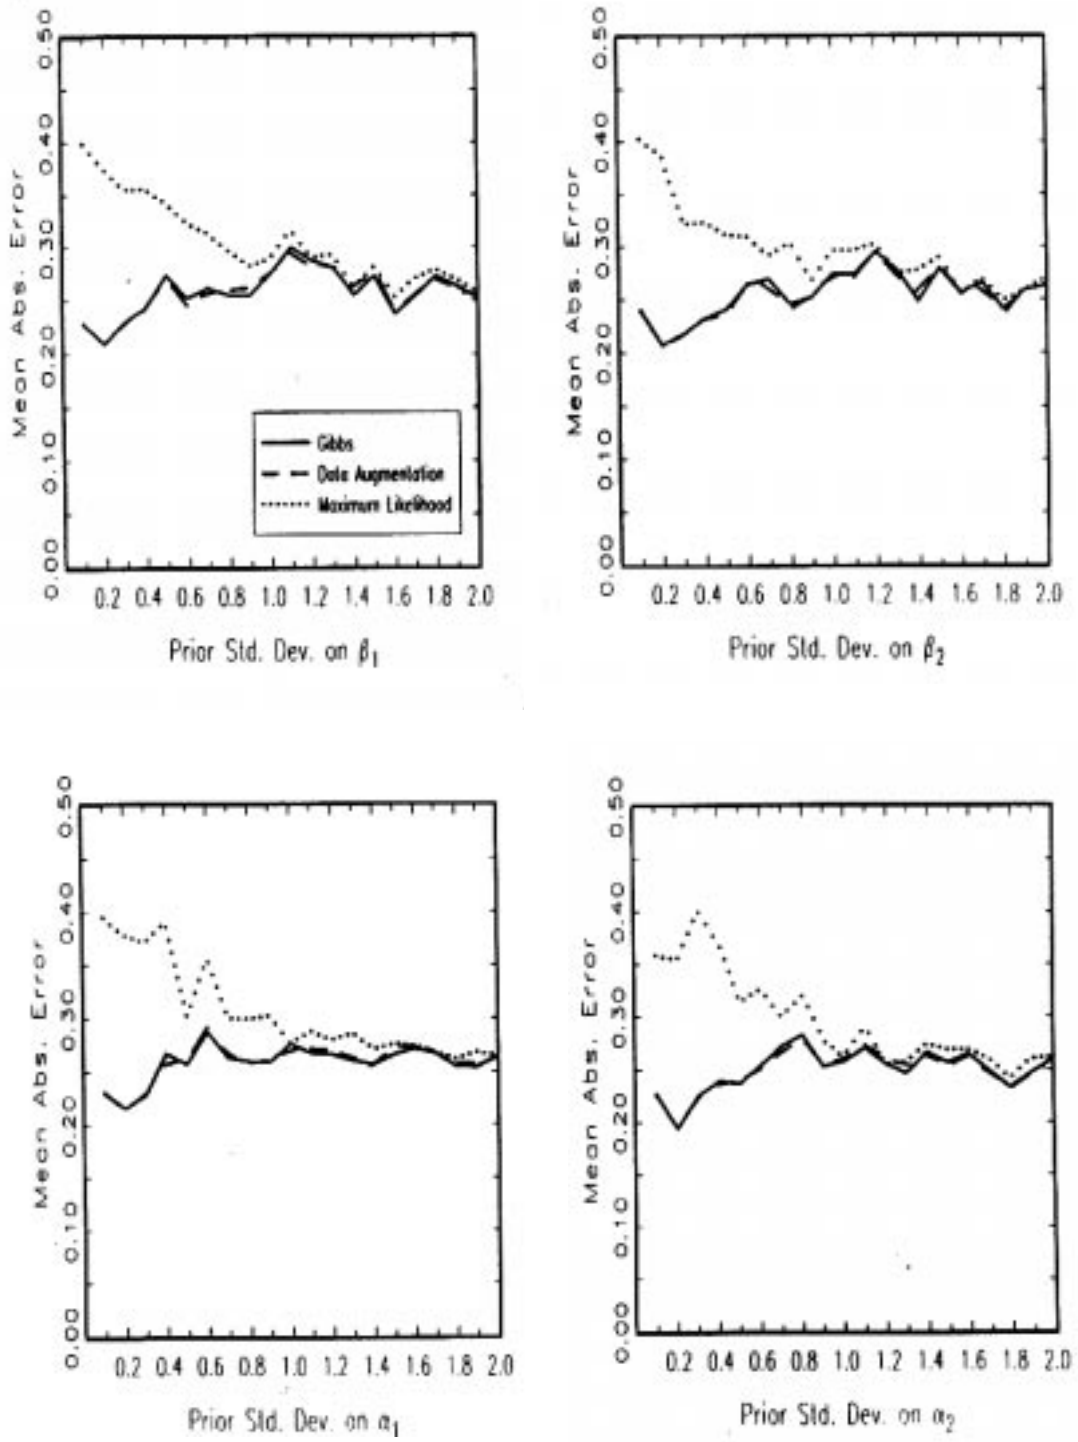 0.50
0.40
0.30
0.20
0.10
0.00
Mean Abs. Error
Gibbs
Data Augmentation
Maximum Likelihood
0.2 0.4 0.6 0.8 1.0 1.2 1.4 1.6 1.8 2.0
Prior Std. Dev. on β₁
0.50
0.40
0.30
0.20
0.10
0.00
Mean Abs. Error
0.2 0.4 0.6 0.8 1.0 1.2 1.4 1.6 1.8 2.0
Prior Std. Dev. on β₂
0.50
0.40
0.30
0.20
0.10
0.00
Mean Abs. Error
0.2 0.4 0.6 0.8 1.0 1.2 1.4 1.6 1.8 2.0
Prior Std. Dev. on α₁
0.50
0.40
0.30
0.20
0.10
0.00
Mean Abs. Error
0.2 0.4 0.6 0.8 1.0 1.2 1.4 1.6 1.8 2.0
Prior Std. Dev. on α₂